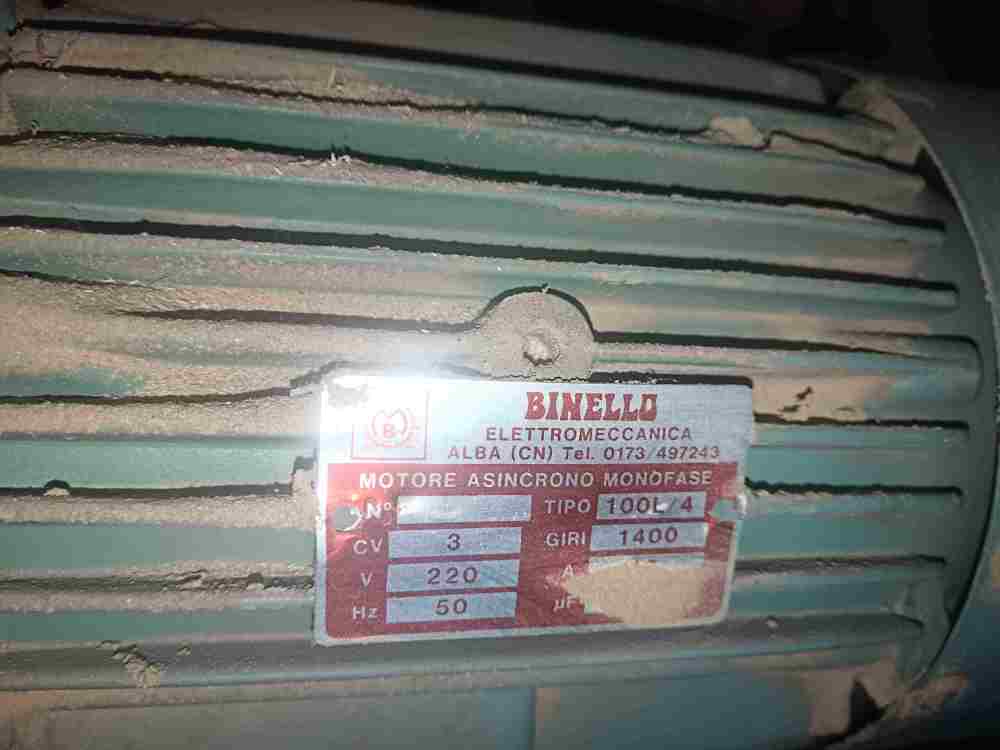 BINELLO
ELETTROMECCANICA
ALBA (CN) Tel. 0173/497243
MOTORE ASINCRONO MONOFASE
N° TIPO 100L/4
CV 3 GIRI 1400
V 220 A
Hz 50 µF